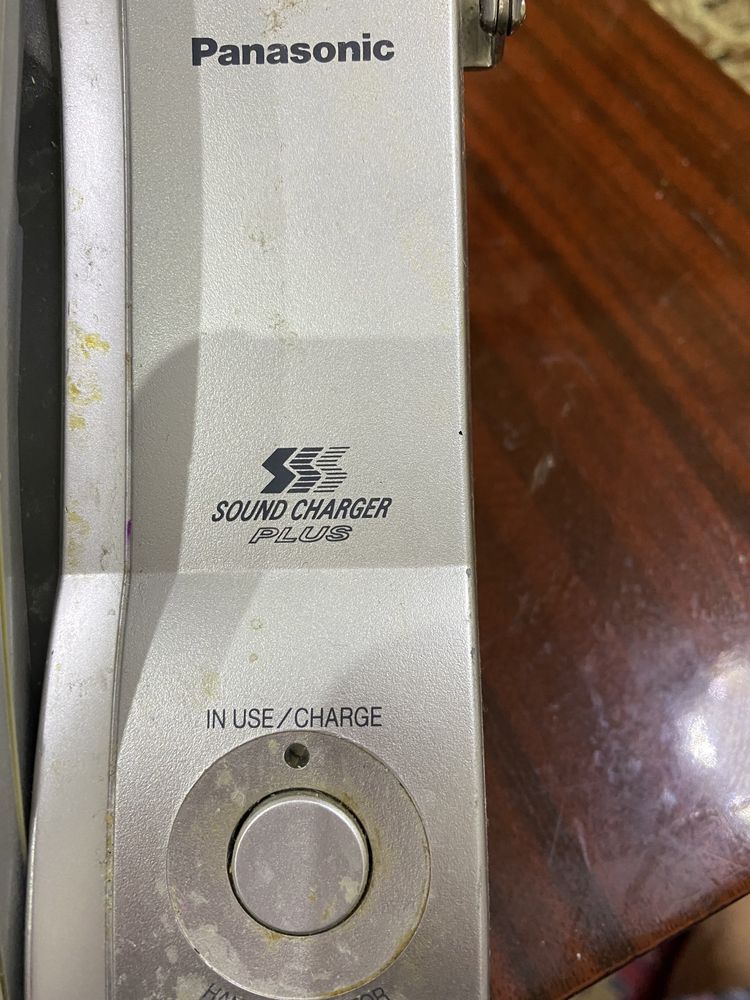 Panasonic
SOUND CHARGER
PLUS
IN USE/CHARGE